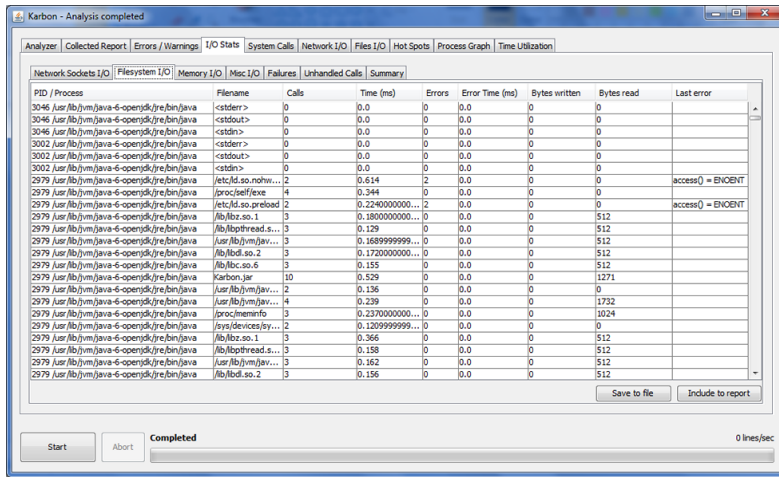 Karbon - Analysis completed
Analyzer Collected Report Errors / Warnings I/O Stats System Calls Network I/O Files I/O Hot Spots Process Graph Time Utilization
Network Sockets I/O Filesystem I/O Memory I/O Misc I/O Failures Unhandled Calls Summary
PID / Process Filename Calls Time (ms) Errors Error Time (ms) Bytes written Bytes read Last error
3046 /usr/lib/jvm/java-6-openjdk/jre/bin/java <stderr> 0 0.0 0 0.0 0 0
3046 /usr/lib/jvm/java-6-openjdk/jre/bin/java <stdout> 0 0.0 0 0.0 0 0
3046 /usr/lib/jvm/java-6-openjdk/jre/bin/java <stdin> 0 0.0 0 0.0 0 0
3002 /usr/lib/jvm/java-6-openjdk/jre/bin/java <stderr> 0 0.0 0 0.0 0 0
3002 /usr/lib/jvm/java-6-openjdk/jre/bin/java <stdout> 0 0.0 0 0.0 0 0
3002 /usr/lib/jvm/java-6-openjdk/jre/bin/java <stdin> 0 0.0 0 0.0 0 0
2979 /usr/lib/jvm/java-6-openjdk/jre/bin/java /etc/ld.so.nohw... 2 0.614 2 0.0 0 0 access() = ENOENT
2979 /usr/lib/jvm/java-6-openjdk/jre/bin/java /proc/self/exe 4 0.344 0 0.0 0 0
2979 /usr/lib/jvm/java-6-openjdk/jre/bin/java /etc/ld.so.preload 2 0.2240000000... 2 0.0 0 0 access() = ENOENT
2979 /usr/lib/jvm/java-6-openjdk/jre/bin/java /lib/libz.so.1 3 0.1800000000... 0 0.0 0 512
2979 /usr/lib/jvm/java-6-openjdk/jre/bin/java /lib/libpthread.s... 3 0.129 0 0.0 0 512
2979 /usr/lib/jvm/java-6-openjdk/jre/bin/java /usr/lib/jvm/jav... 3 0.1689999999... 0 0.0 0 512
2979 /usr/lib/jvm/java-6-openjdk/jre/bin/java /lib/libdl.so.2 3 0.1720000000... 0 0.0 0 512
2979 /usr/lib/jvm/java-6-openjdk/jre/bin/java /lib/libc.so.6 3 0.155 0 0.0 0 512
2979 /usr/lib/jvm/java-6-openjdk/jre/bin/java Karbon.jar 10 0.529 0 0.0 0 1271
2979 /usr/lib/jvm/java-6-openjdk/jre/bin/java /usr/lib/jvm/jav... 2 0.136 0 0.0 0 0
2979 /usr/lib/jvm/java-6-openjdk/jre/bin/java /usr/lib/jvm/jav... 4 0.239 0 0.0 0 1732
2979 /usr/lib/jvm/java-6-openjdk/jre/bin/java /proc/meminfo 3 0.2370000000... 0 0.0 0 1024
2979 /usr/lib/jvm/java-6-openjdk/jre/bin/java /sys/devices/sy... 2 0.1209999999... 0 0.0 0 0
2979 /usr/lib/jvm/java-6-openjdk/jre/bin/java /lib/libz.so.1 3 0.366 0 0.0 0 512
2979 /usr/lib/jvm/java-6-openjdk/jre/bin/java /lib/libpthread.s... 3 0.158 0 0.0 0 512
2979 /usr/lib/jvm/java-6-openjdk/jre/bin/java /usr/lib/jvm/jav... 3 0.162 0 0.0 0 512
2979 /usr/lib/jvm/java-6-openjdk/jre/bin/java /lib/libdl.so.2 3 0.156 0 0.0 0 512
Save to file Include to report
Start Abort Completed 0 lines/sec